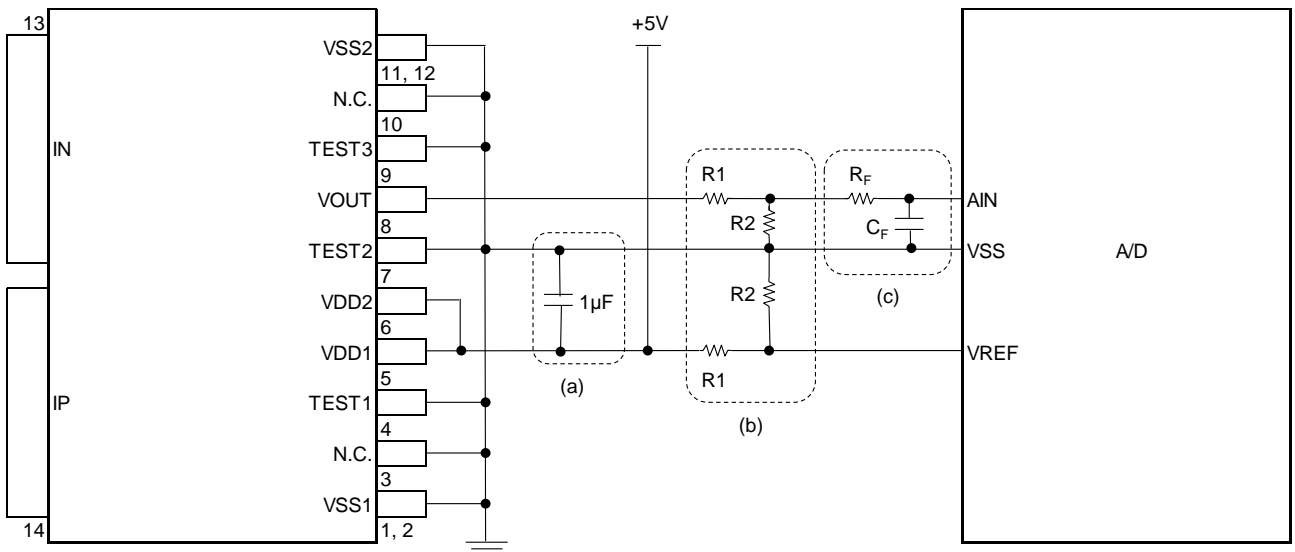 13
VSS2
11, 12
N.C.
10
IN
TEST3
9
VOUT
8
TEST2
7
VDD2
6
VDD1
5
IP
TEST1
4
N.C.
3
VSS1
14
1, 2
+5V
1µF
(a)
R1
R2
R2
R1
(b)
RF
CF
(c)
AIN
VSS
A/D
VREF